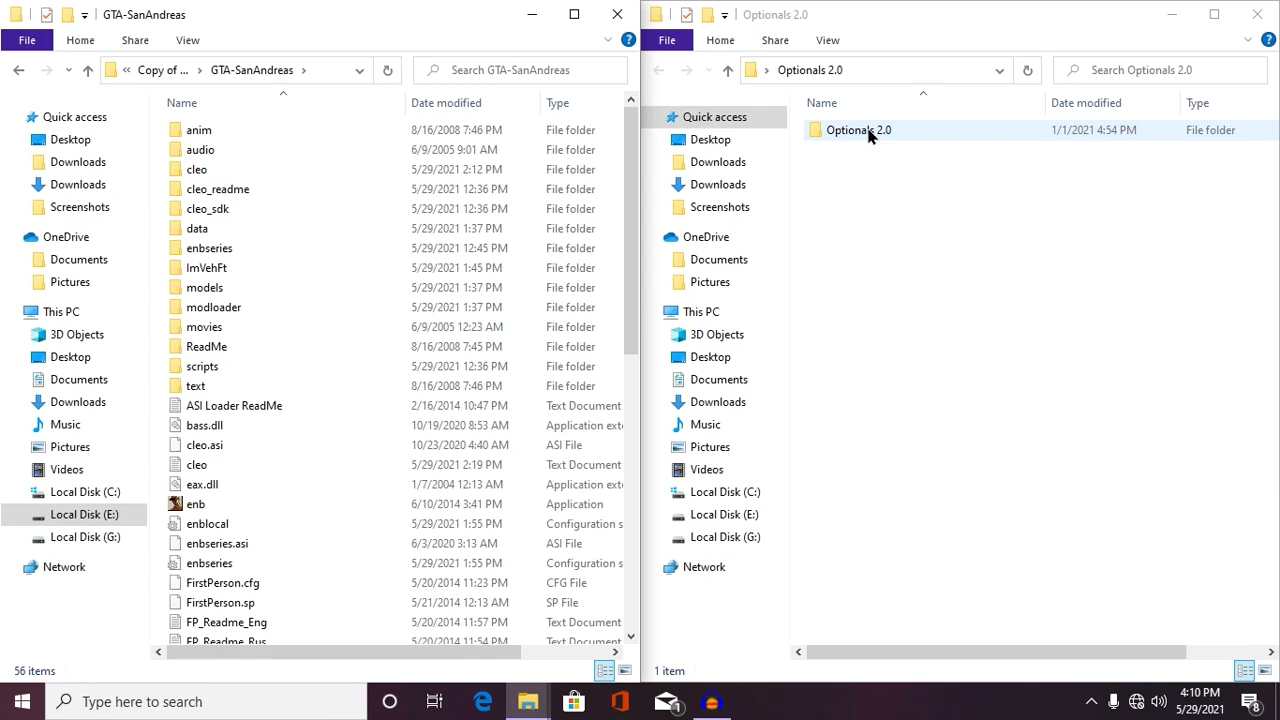 GTA-SanAndreas
File
Home
Share
View
Copy of ...
GTA-SanAndreas
Search GTA-SanAndreas
Quick access
Desktop
Downloads
Downloads
Screenshots
OneDrive
Documents
Pictures
This PC
3D Objects
Desktop
Documents
Downloads
Music
Pictures
Videos
Local Disk (C:)
Local Disk (E:)
Local Disk (G:)
Network
Name Date modified Type
anim 8/16/2008 7:46 PM File folder
audio 6/9/2005 9:01 AM File folder
cleo 5/29/2021 2:12 PM File folder
cleo_readme 5/29/2021 12:36 PM File folder
cleo_sdk 5/29/2021 12:36 PM File folder
data 5/29/2021 1:37 PM File folder
enbseries 5/29/2021 12:45 PM File folder
ImVehFt 5/29/2021 1:45 PM File folder
models 5/29/2021 1:37 PM File folder
modloader 5/29/2021 1:37 PM File folder
movies 6/9/2005 12:23 AM File folder
ReadMe 8/16/2008 7:45 PM File folder
scripts 5/29/2021 12:36 PM File folder
text 8/16/2008 7:46 PM File folder
ASI Loader ReadMe 2/16/2014 10:47 PM Text Document
bass.dll 10/19/2020 8:53 AM Application exte
cleo.asi 10/23/2020 4:40 AM ASI File
cleo 5/29/2021 2:19 PM Text Document
eax.dll 1/7/2004 12:13 AM Application exte
enb 6/10/2014 3:41 PM Application
enblocal 5/29/2021 1:55 PM Configuration s
enbseries.asi 6/3/2020 3:13 AM ASI File
enbseries 5/29/2021 1:55 PM Configuration s
FirstPerson.cfg 5/20/2014 11:23 PM CFG File
FirstPerson.sp 5/21/2014 12:13 AM SP File
FP_Readme_Eng 5/20/2014 11:57 PM Text Document
FP_Readme_Rus 5/20/2014 11:54 PM Text Document
56 items
Optionals 2.0
File
Home
Share
View
Optionals 2.0
Search Optionals 2.0
Quick access
Desktop
Downloads
Downloads
Screenshots
OneDrive
Documents
Pictures
This PC
3D Objects
Desktop
Documents
Downloads
Music
Pictures
Videos
Local Disk (C:)
Local Disk (E:)
Local Disk (G:)
Network
Name Date modified Type
Optionals 2.0 1/1/2021 4:54 PM File folder
1 item
Type here to search
1
4:10 PM
5/29/2021
8